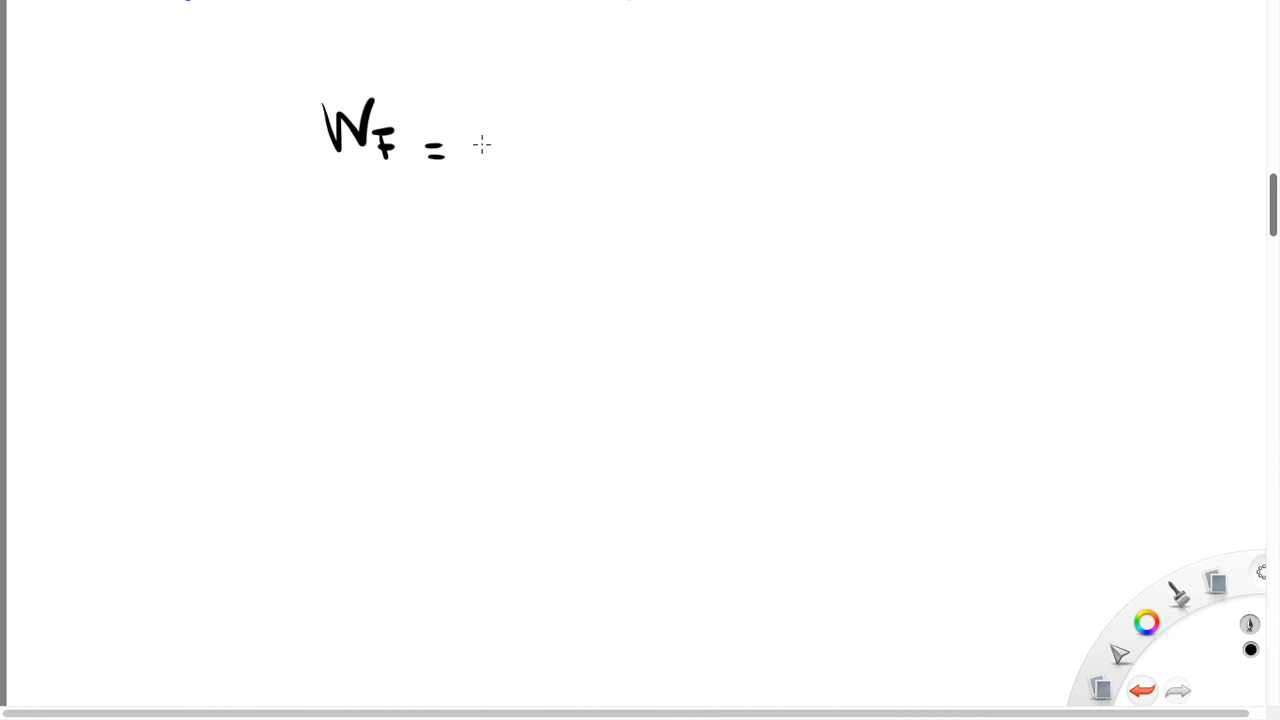 W_F =